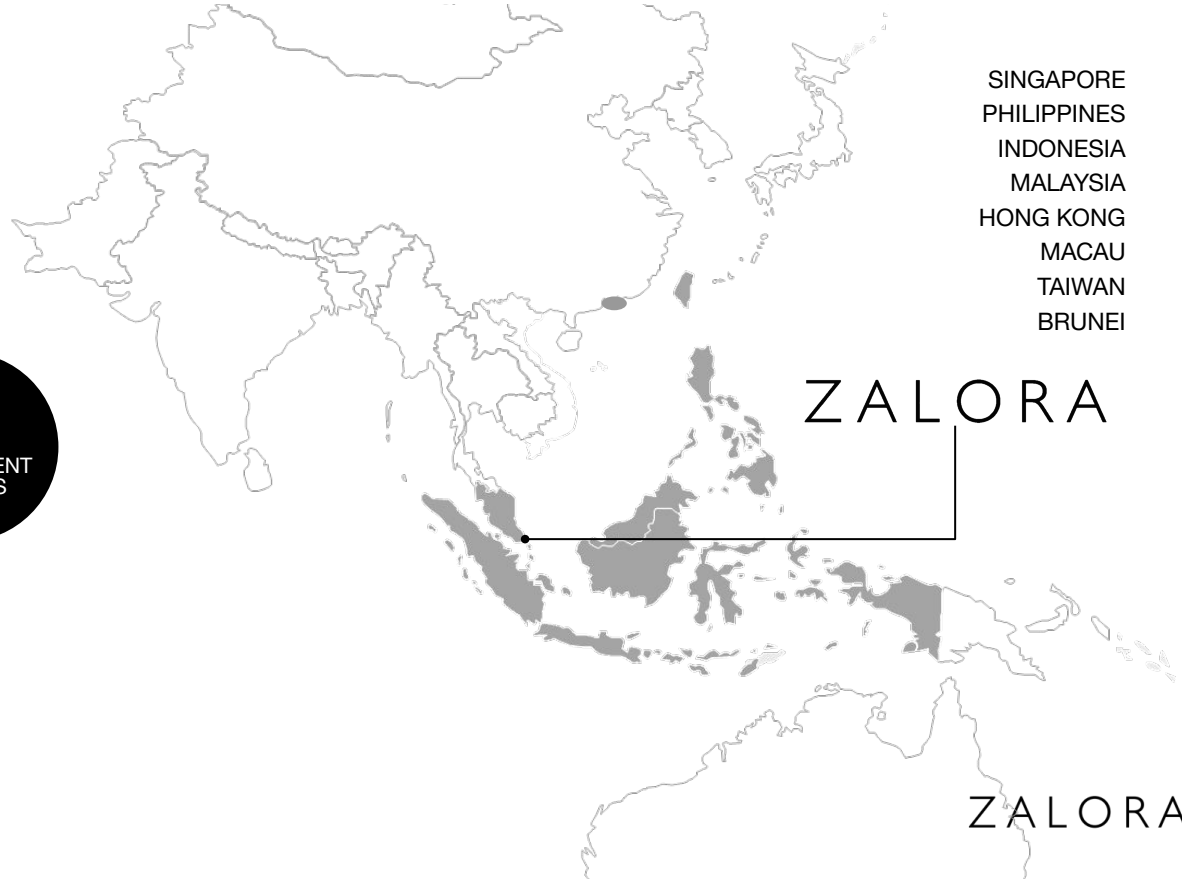 SINGAPORE
PHILIPPINES
INDONESIA
MALAYSIA
HONG KONG
MACAU
TAIWAN
BRUNEI
ZALORA
ENT
S
ZALORA